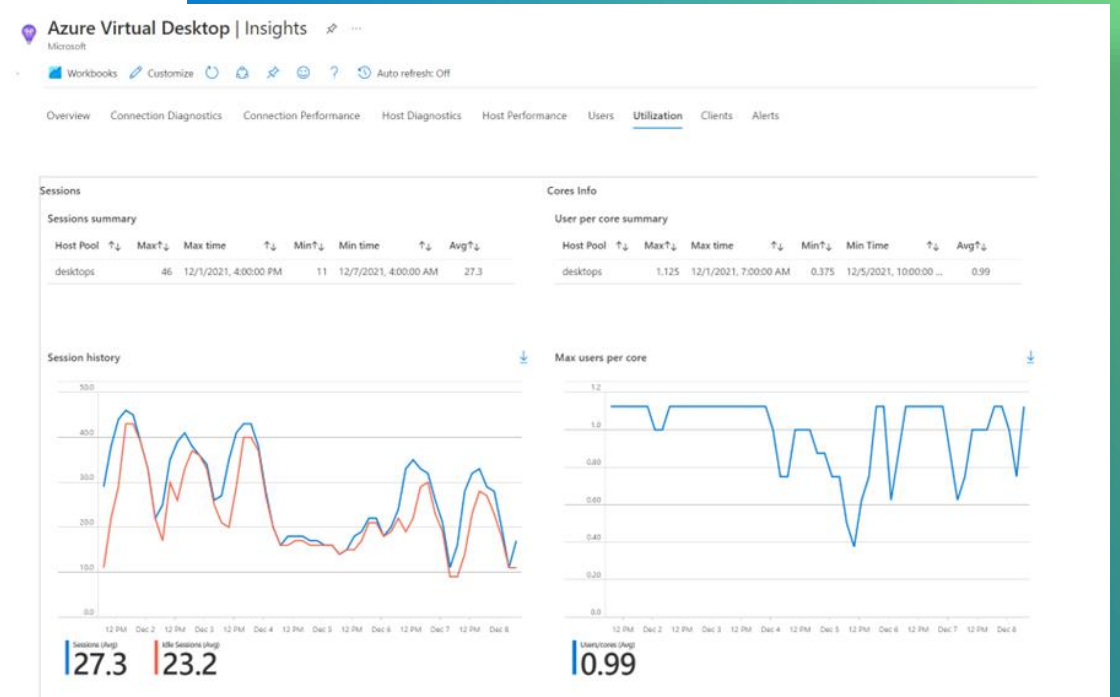 Azure Virtual Desktop | Insights
Microsoft
Workbooks Customize ? Auto refresh: Off
Overview Connection Diagnostics Connection Performance Host Diagnostics Host Performance Users Utilization Clients Alerts
Sessions
Sessions summary
Host Pool ↑↓ Max↑↓ Max time ↑↓ Min↑↓ Min time ↑↓ Avg↑↓
desktops 46 12/1/2021, 4:00:00 PM 11 12/7/2021, 4:00:00 AM 27.3
Cores Info
User per core summary
Host Pool ↑↓ Max↑↓ Max time ↑↓ Min↑↓ Min Time ↑↓ Avg↑↓
desktops 1.125 12/1/2021, 7:00:00 AM 0.375 12/5/2021, 10:00:00 ... 0.99
Session history
50.0
40.0
30.0
20.0
10.0
0.0
12 PM Dec 2 12 PM Dec 3 12 PM Dec 4 12 PM Dec 5 12 PM Dec 6 12 PM Dec 7 12 PM Dec 8
Sessions (Avg) Idle Sessions (Avg)
27.3 23.2
Max users per core
1.2
1.0
0.80
0.60
0.40
0.20
0.0
12 PM Dec 2 12 PM Dec 3 12 PM Dec 4 12 PM Dec 5 12 PM Dec 6 12 PM Dec 7 12 PM Dec 8
Users/cores (Avg)
0.99